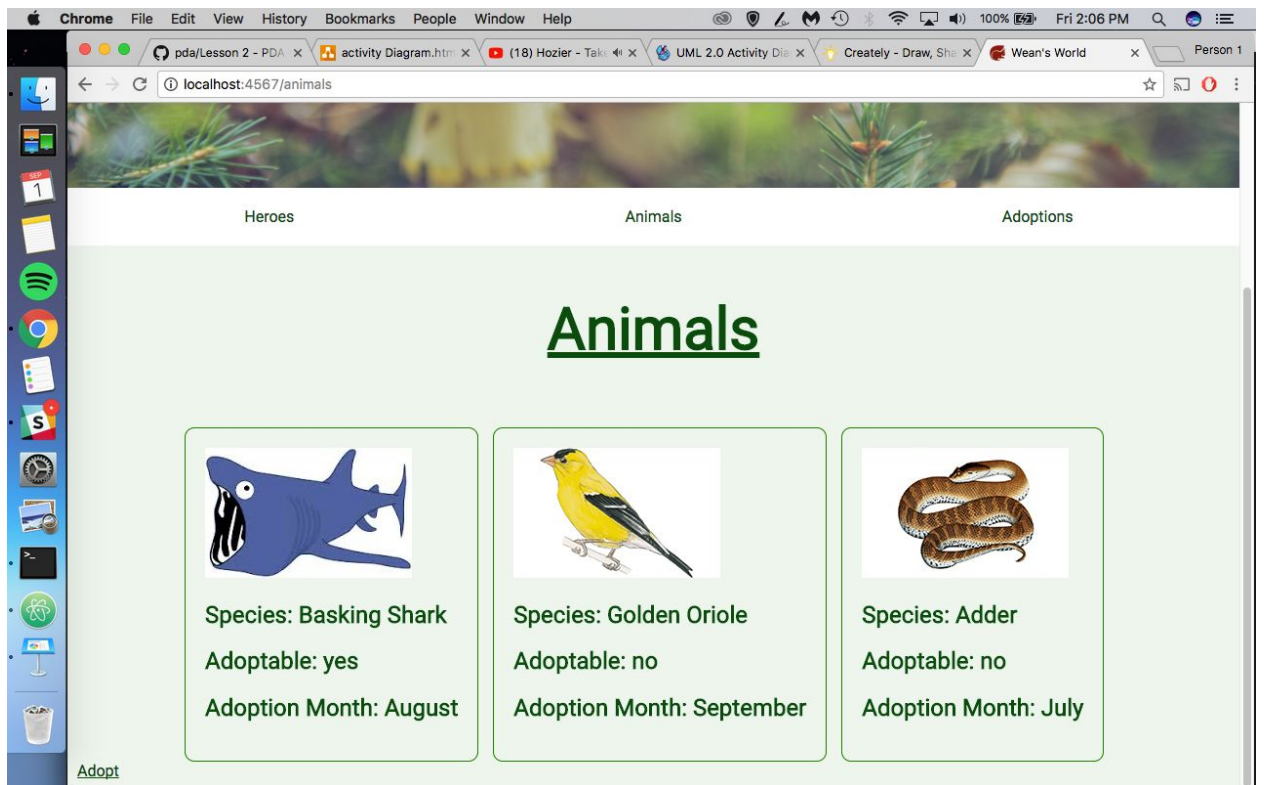 Chrome File Edit View History Bookmarks People Window Help 100% Fri 2:06 PM
pda/Lesson 2 - PDA activity Diagram.htm (18) Hozier - Take UML 2.0 Activity Dia Creately - Draw, Sha Wean's World Person 1
localhost:4567/animals
SEP
1
Heroes Animals Adoptions
Animals
Species: Basking Shark Species: Golden Oriole Species: Adder
Adoptable: yes Adoptable: no Adoptable: no
Adoption Month: August Adoption Month: September Adoption Month: July
Adopt